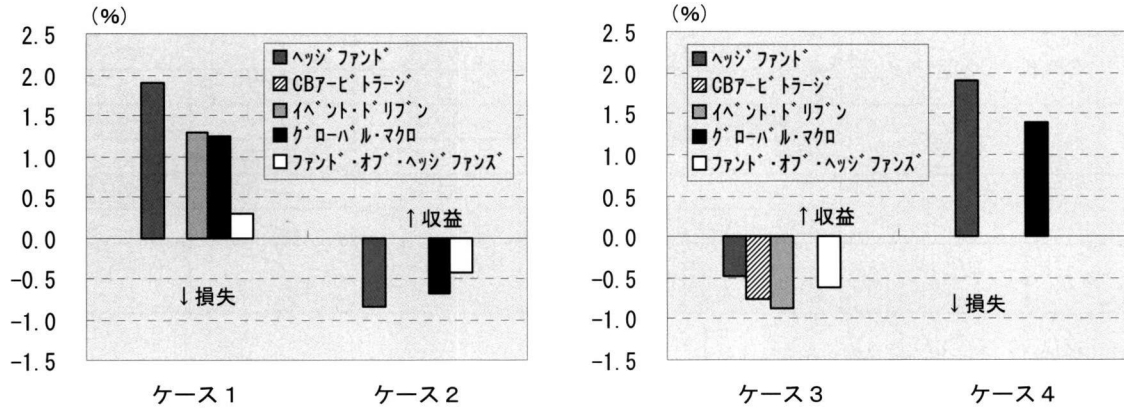 (%)
2.5
2.0
1.5
1.0
0.5
0.0
-0.5
-1.0
-1.5
ﾍｯｼﾞﾌｧﾝﾄﾞ
CBｱｰﾋﾞﾄﾗｰｼﾞ
ｲﾍﾞﾝﾄ･ﾄﾞﾘﾌﾞﾝ
ｸﾞﾛｰﾊﾞﾙ･ﾏｸﾛ
ﾌｧﾝﾄﾞ･ｵﾌﾞ･ﾍｯｼﾞﾌｧﾝｽﾞ
↑収益
↓損失
ケース1
ケース2
(%)
2.5
2.0
1.5
1.0
0.5
0.0
-0.5
-1.0
-1.5
ﾍｯｼﾞﾌｧﾝﾄﾞ
CBｱｰﾋﾞﾄﾗｰｼﾞ
ｲﾍﾞﾝﾄ･ﾄﾞﾘﾌﾞﾝ
ｸﾞﾛｰﾊﾞﾙ･ﾏｸﾛ
ﾌｧﾝﾄﾞ･ｵﾌﾞ･ﾍｯｼﾞﾌｧﾝｽﾞ
↑収益
↓損失
ケース3
ケース4